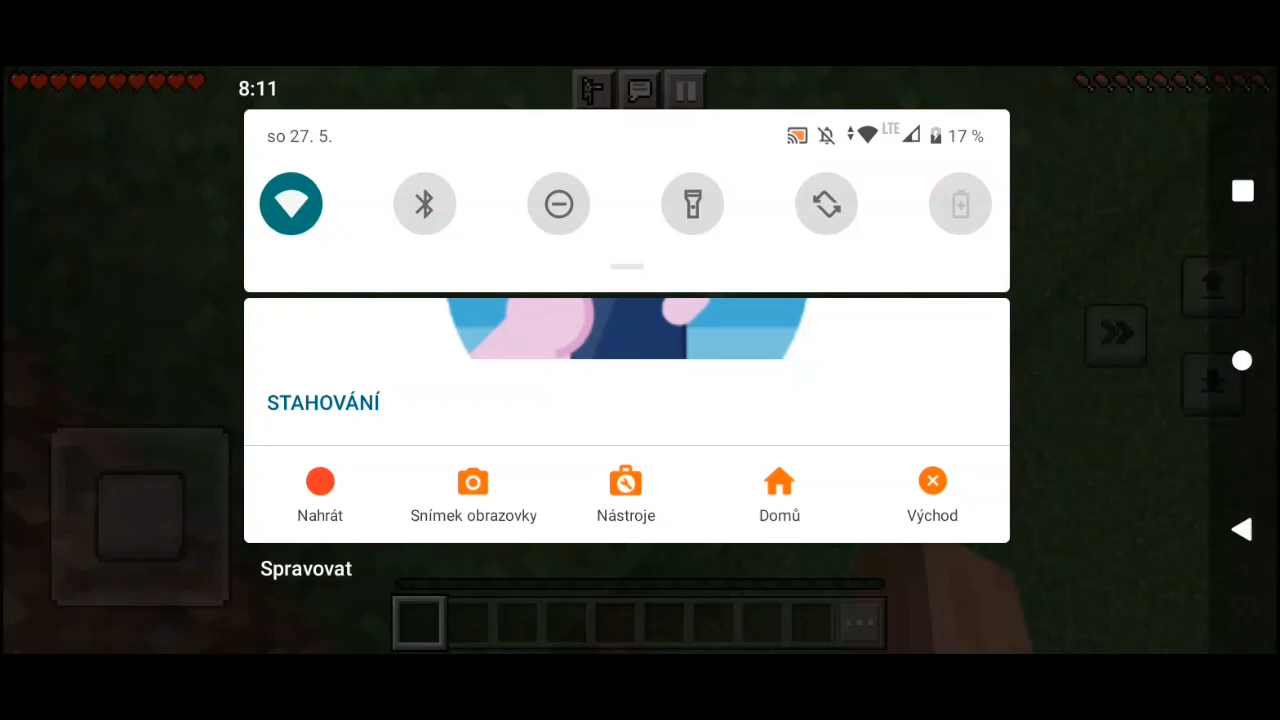 8:11
so 27. 5.
LTE
17 %
STAHOVÁNÍ
Nahrát
Snímek obrazovky
Nástroje
Domů
Východ
Spravovat